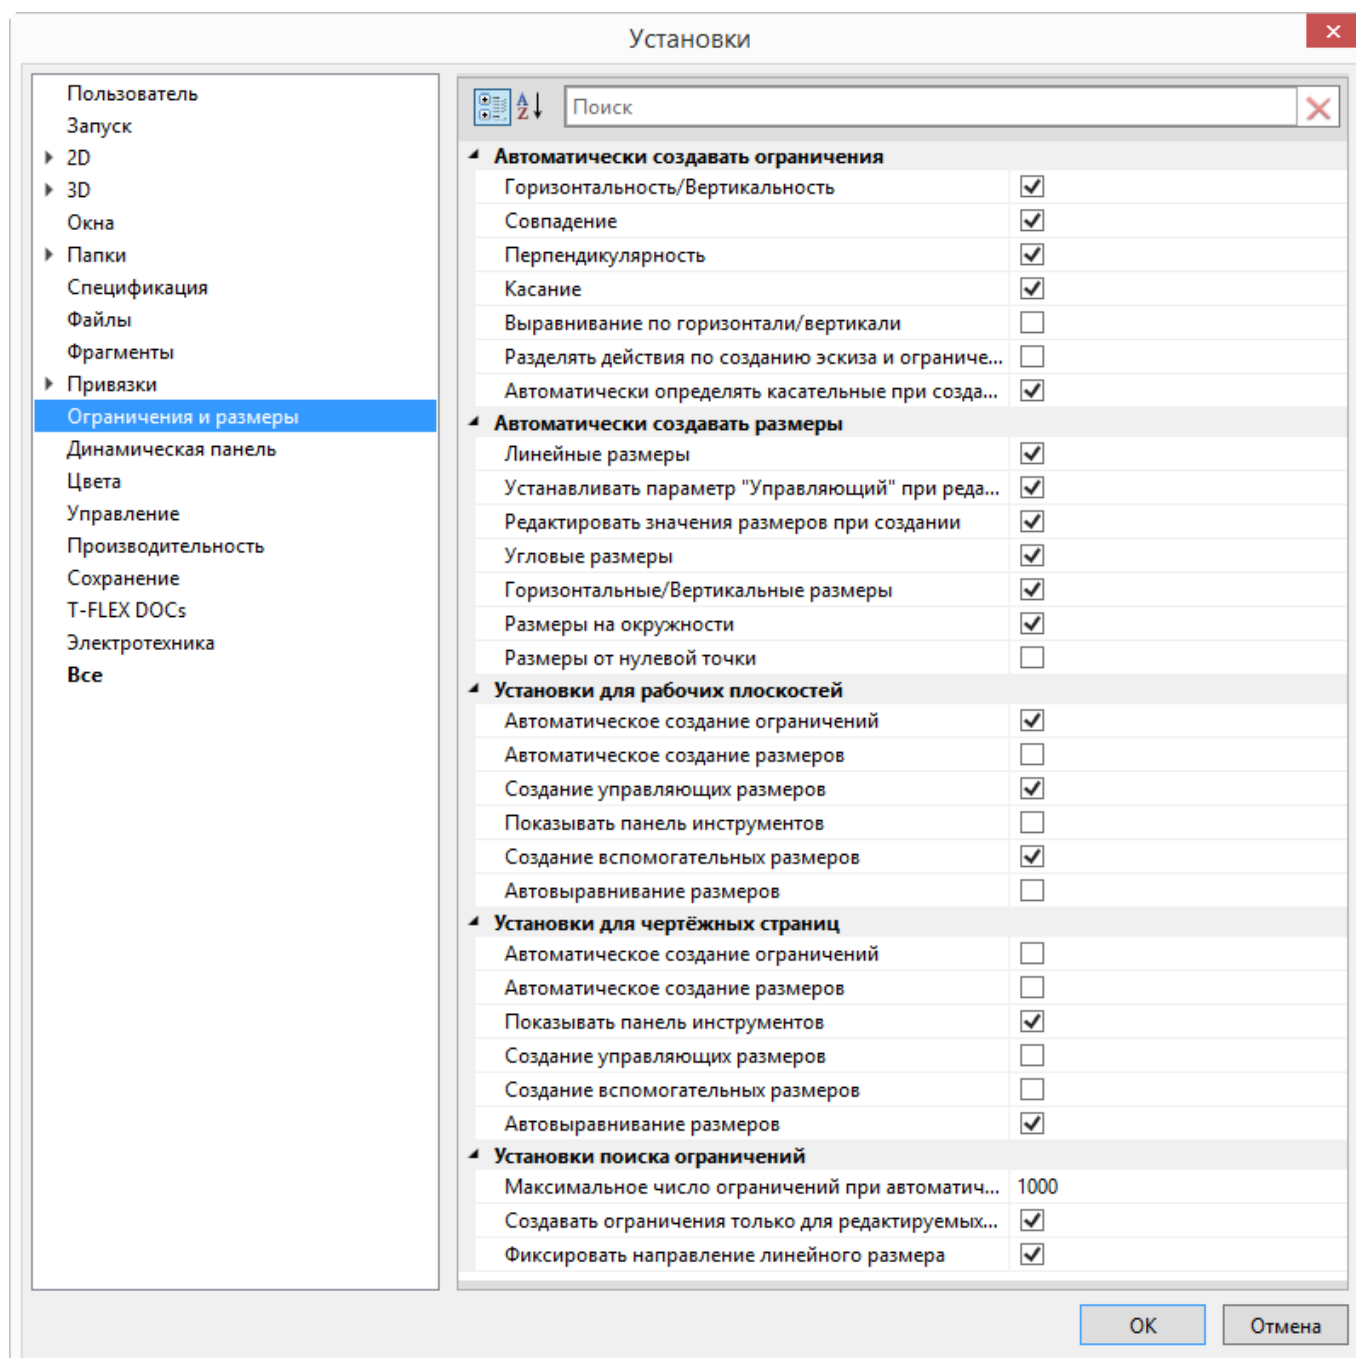 Установки
Пользователь
Запуск
2D
3D
Окна
Папки
Спецификация
Файлы
Фрагменты
Привязки
Ограничения и размеры
Динамическая панель
Цвета
Управление
Производительность
Сохранение
T-FLEX DOCs
Электротехника
Все
Поиск
Автоматически создавать ограничения
Горизонтальность/Вертикальность
Совпадение
Перпендикулярность
Касание
Выравнивание по горизонтали/вертикали
Разделять действия по созданию эскиза и ограниче...
Автоматически определять касательные при созда...
Автоматически создавать размеры
Линейные размеры
Устанавливать параметр "Управляющий" при реда...
Редактировать значения размеров при создании
Угловые размеры
Горизонтальные/Вертикальные размеры
Размеры на окружности
Размеры от нулевой точки
Установки для рабочих плоскостей
Автоматическое создание ограничений
Автоматическое создание размеров
Создание управляющих размеров
Показывать панель инструментов
Создание вспомогательных размеров
Автовыравнивание размеров
Установки для чертёжных страниц
Автоматическое создание ограничений
Автоматическое создание размеров
Показывать панель инструментов
Создание управляющих размеров
Создание вспомогательных размеров
Автовыравнивание размеров
Установки поиска ограничений
Максимальное число ограничений при автоматич... 1000
Создавать ограничения только для редактируемых...
Фиксировать направление линейного размера
ОК Отмена